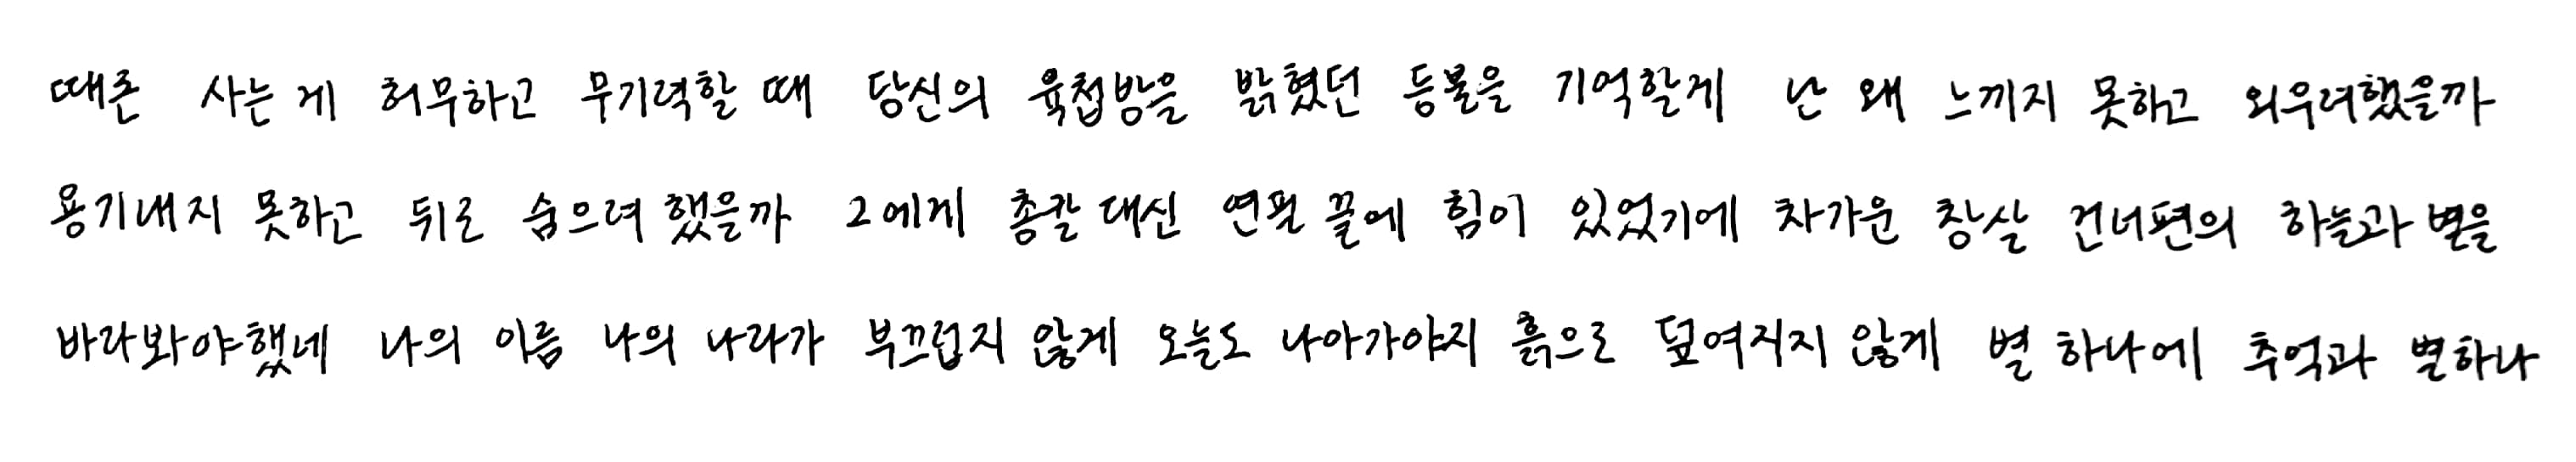 때론 사는 게 허무하고 무기력할 때 당신의 육첩방을 밝혔던 등불을 기억할게 난 왜 느끼지 못하고 외우려했을까
용기내지 못하고 뒤로 숨으려 했을까 그에게 총칼 대신 연필 끝에 힘이 있었기에 차가운 창살 건너편의 하늘과 별을
바라봐야했네 나의 이름 나의 나라가 부끄럽지 않게 오늘도 나아가야지 흙으로 덮여지지 않게 별 하나에 추억과 별하나